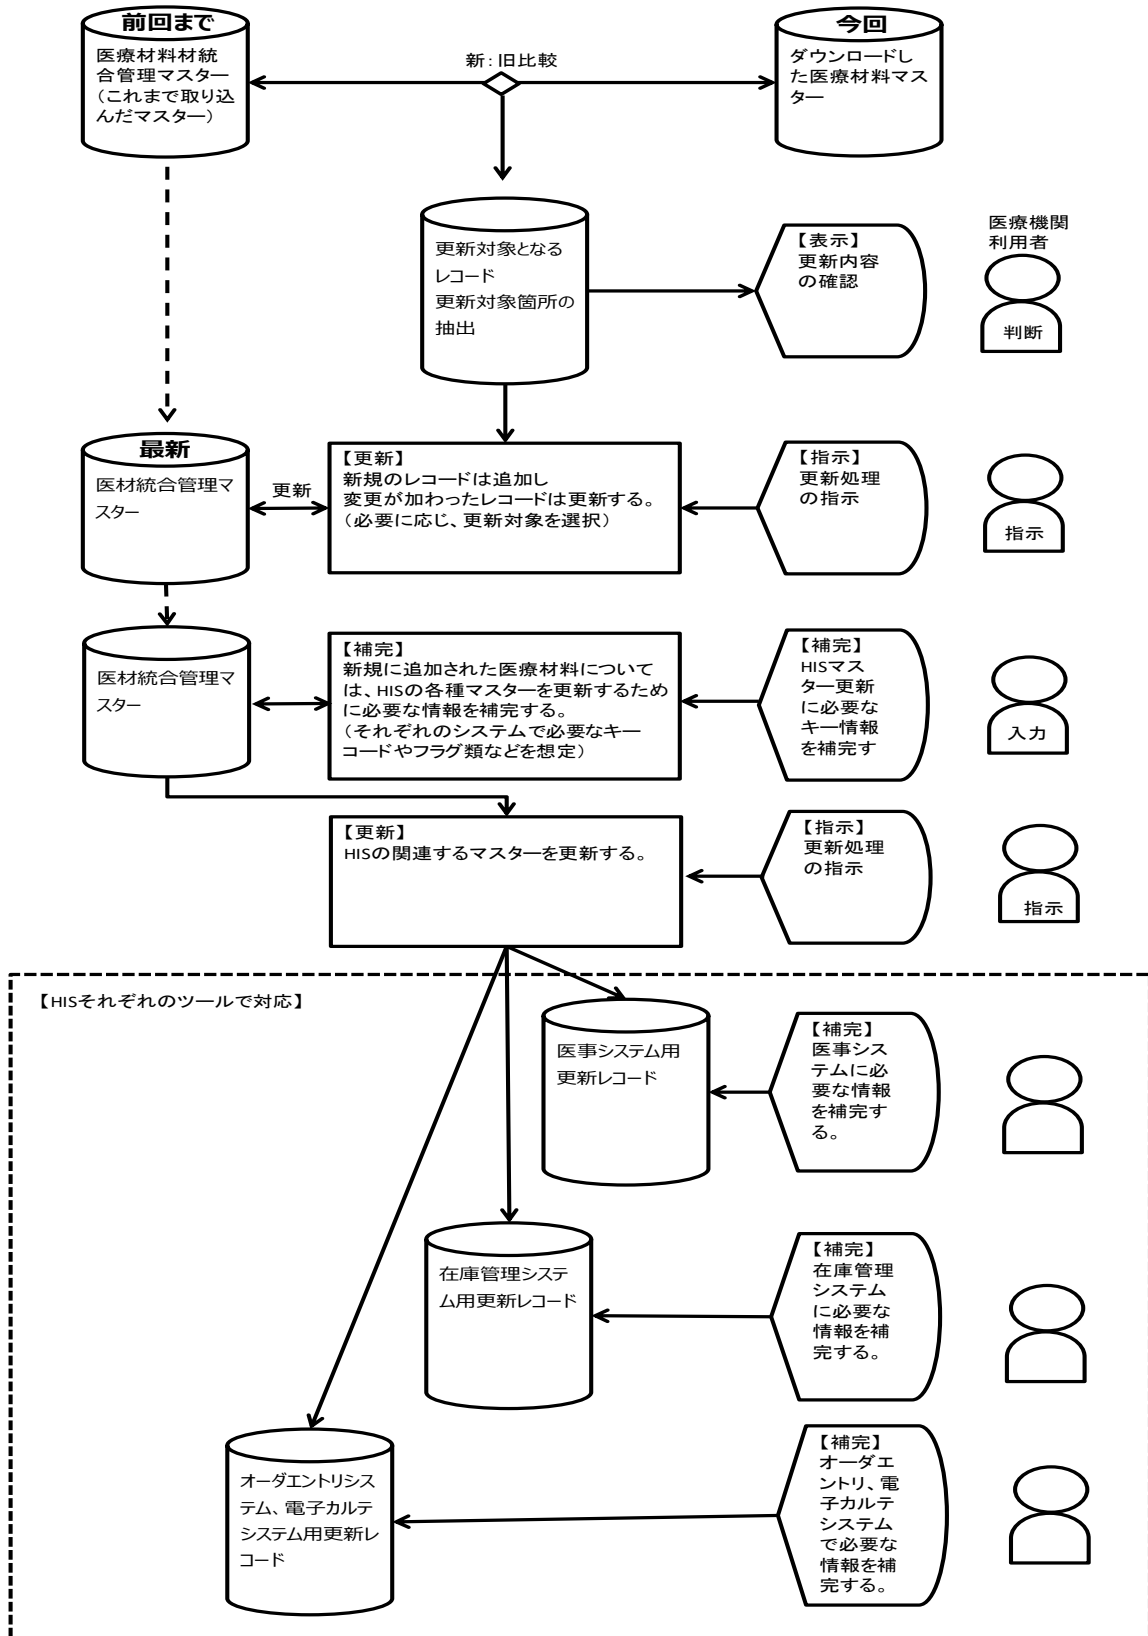 前回まで
医療材料材統
合管理マスター
（これまで取り込
んだマスター）
新：旧比較
今回
ダウンロードし
た医療材料マス
ター
更新対象となる
レコード
更新対象箇所の
抽出
【表示】
更新内容
の確認
医療機関
利用者
判断
最新
医材統合管理マ
スター
更新
【更新】
新規のレコードは追加し
変更が加わったレコードは更新する。
（必要に応じ、更新対象を選択）
【指示】
更新処理
の指示
指示
医材統合管理マ
スター
【補完】
新規に追加された医療材料について
は、HISの各種マスターを更新するため
に必要な情報を補完する。
（それぞれのシステムで必要なキー
コードやフラグ類などを想定）
【補完】
HISマス
ター更新
に必要な
キー情報
を補完す
入力
【更新】
HISの関連するマスターを更新する。
【指示】
更新処理
の指示
指示
【HISそれぞれのツールで対応】
医事システム用
更新レコード
【補完】
医事シス
テムに必
要な情報
を補完す
る。
在庫管理システ
ム用更新レコード
【補完】
在庫管理
システム
に必要な
情報を補
完する。
オーダエントリシス
テム、電子カルテ
システム用更新レ
コード
【補完】
オーダエ
ントリ、電
子カルテ
システム
で必要な
情報を補
完する。